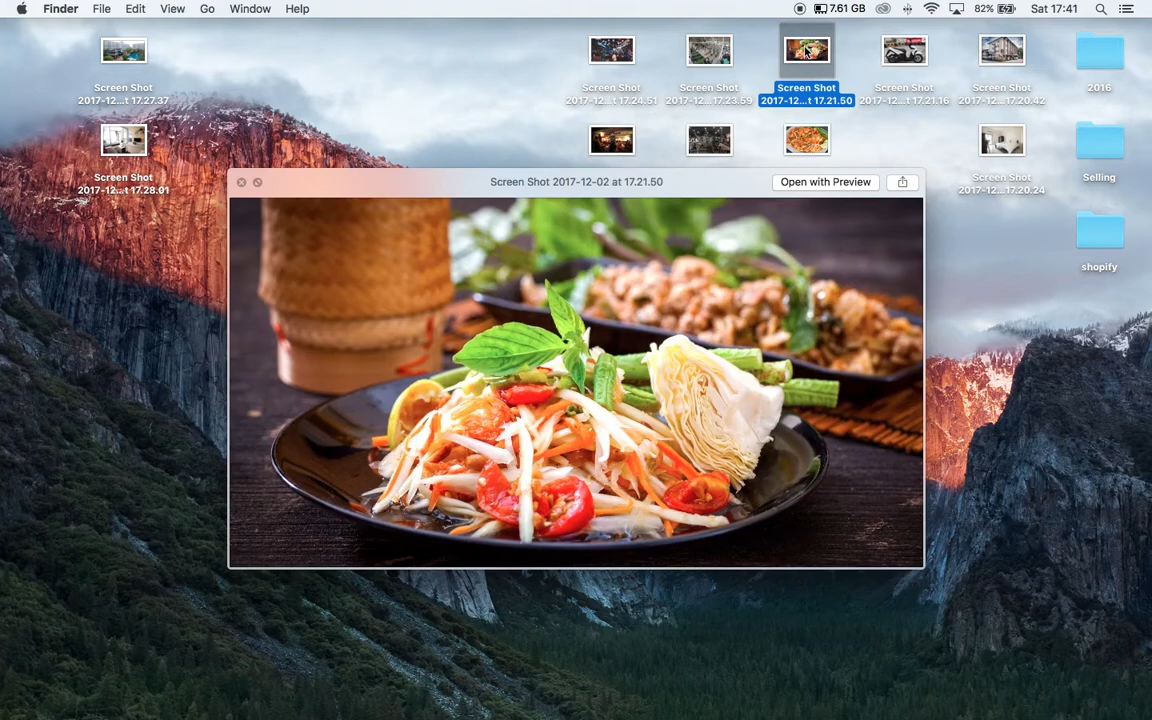 Finder File Edit View Go Window Help 7.61 GB 82% Sat 17:41
Screen Shot
2017-12...t 17.27.37
Screen Shot
2017-12...t 17.24.51
Screen Shot
2017-12....17.23.59
Screen Shot
2017-12...t 17.21.50
Screen Shot
2017-12...t 17.21.16
Screen Shot
2017-12...t 17.20.42
2016
Screen Shot
2017-12...t 17.28.01
Screen Shot
2017-12...t 17.20.24
Selling
shopify
Screen Shot 2017-12-02 at 17.21.50
Open with Preview